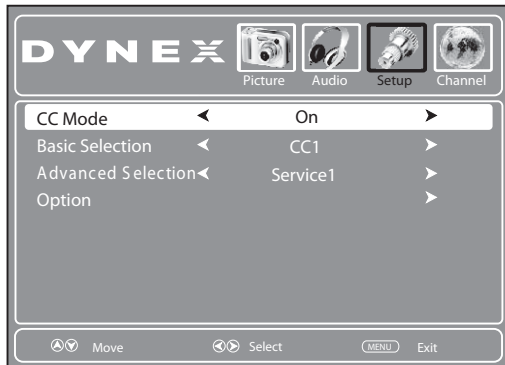 DYNEX
Picture Audio Setup Channel
CC Mode On
Basic Selection CC1
Advanced Selection Service1
Option
Move Select MENU Exit